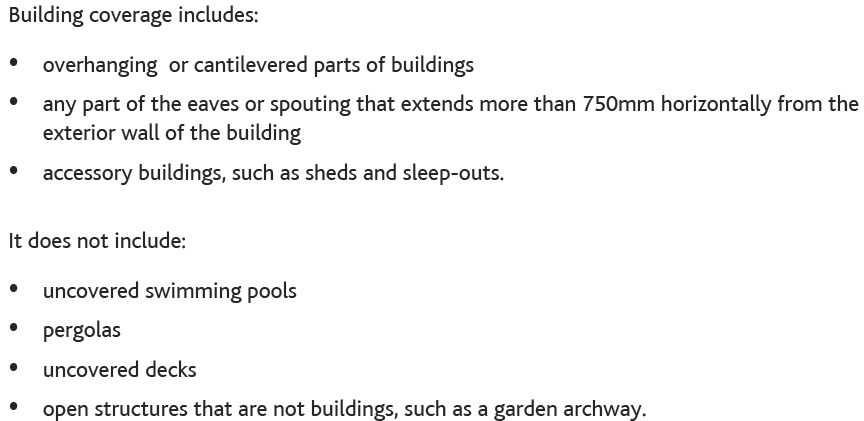 Building coverage includes:
• overhanging  or cantilevered parts of buildings
• any part of the eaves or spouting that extends more than 750mm horizontally from the
exterior wall of the building
• accessory buildings, such as sheds and sleep-outs.
It does not include:
• uncovered swimming pools
• pergolas
• uncovered decks
• open structures that are not buildings, such as a garden archway.